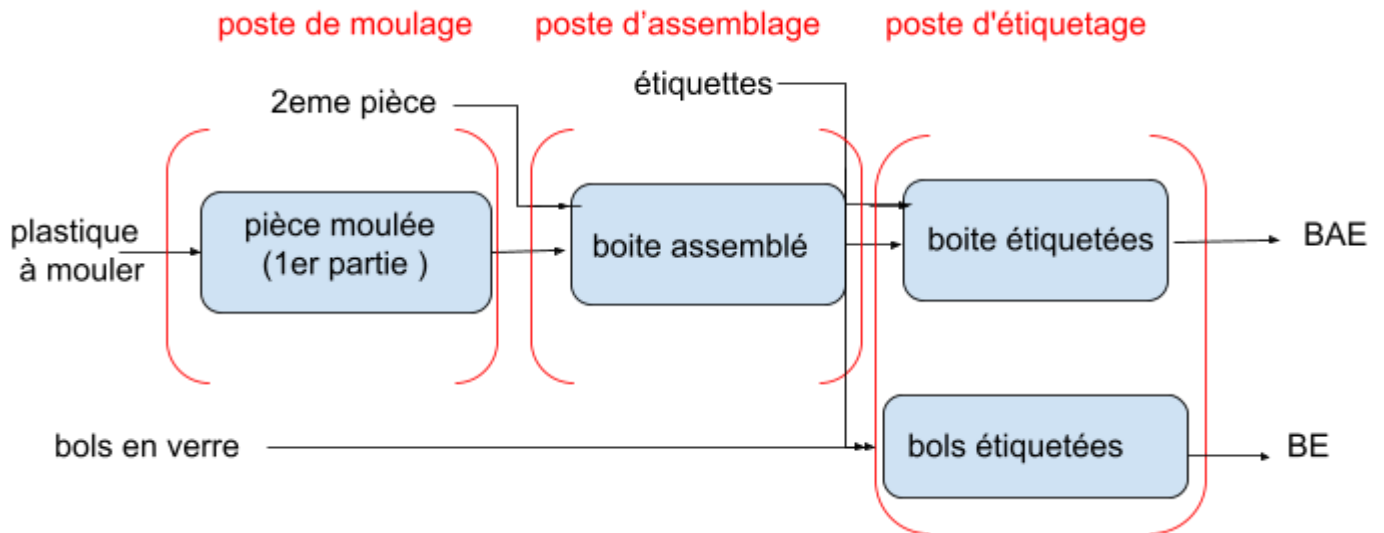 poste de moulage
poste d’assemblage
poste d'étiquetage
étiquettes
2eme pièce
plastique
à mouler
pièce moulée
(1er partie )
boite assemblé
boite étiquetées
BAE
bols en verre
bols étiquetées
BE